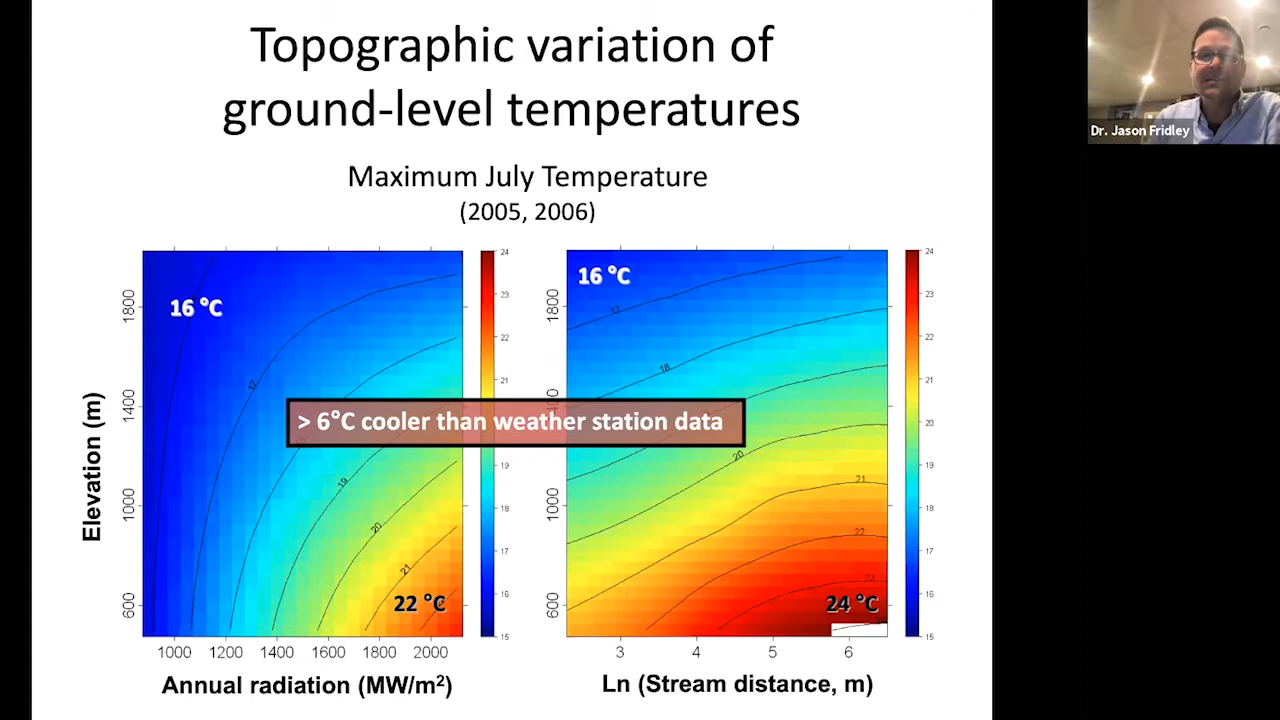 Topographic variation of
ground-level temperatures
Maximum July Temperature
(2005, 2006)
Dr. Jason Fridley
Elevation (m)
1800
1400
1000
600
16 °C
17
19
20
21
22 °C
1000 1200 1400 1600 1800 2000
Annual radiation (MW/m²)
24
23
22
21
19
18
17
16
15
> 6°C cooler than weather station data
1800
400
1000
600
16 °C
17
18
20
21
22
23
24 °C
3 4 5 6
Ln (Stream distance, m)
24
23
22
21
20
19
18
17
16
15